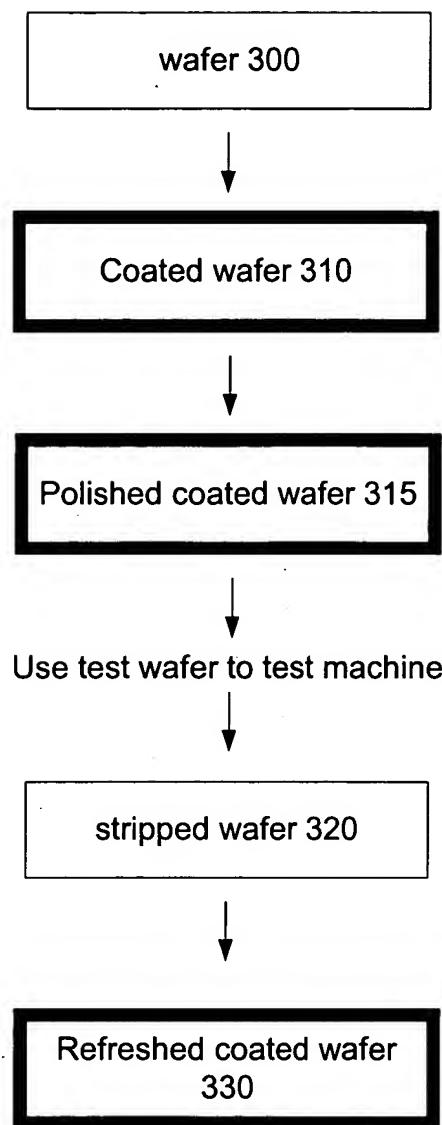 wafer 300
Coated wafer 310
Polished coated wafer 315
Use test wafer to test machine
stripped wafer 320
Refreshed coated wafer
330